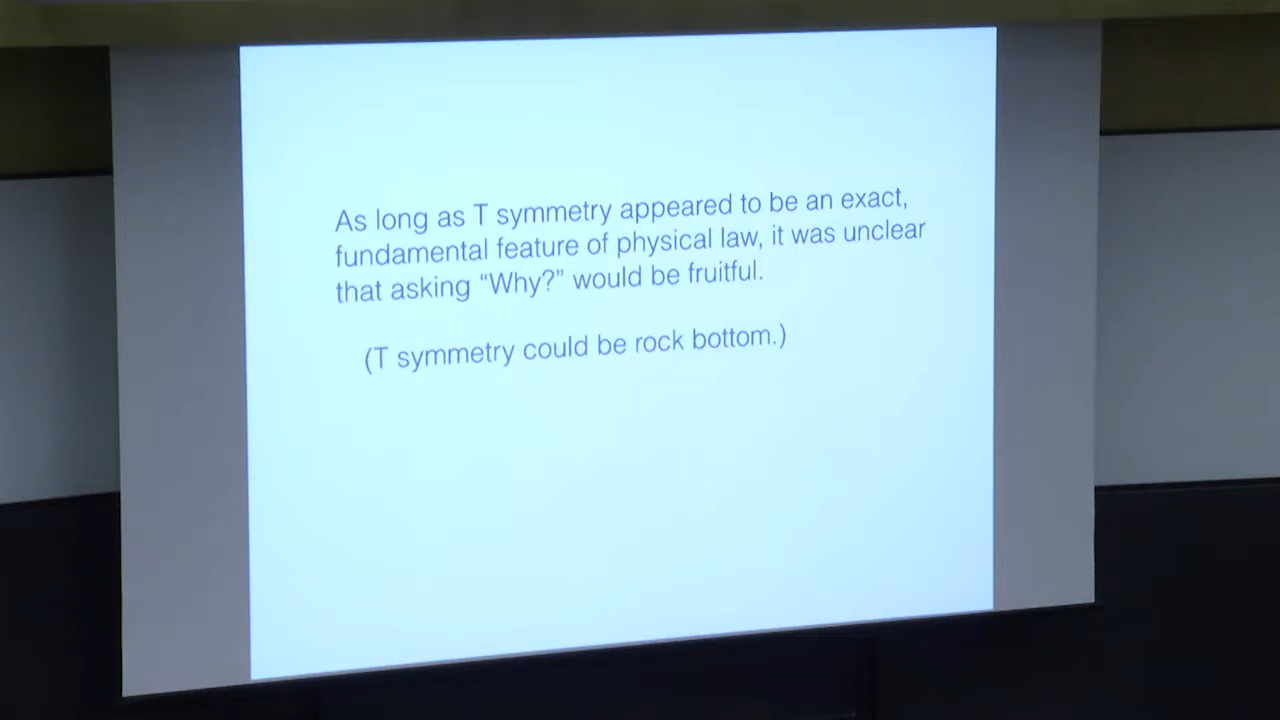 As long as T symmetry appeared to be an exact,
fundamental feature of physical law, it was unclear
that asking “Why?” would be fruitful.
(T symmetry could be rock bottom.)